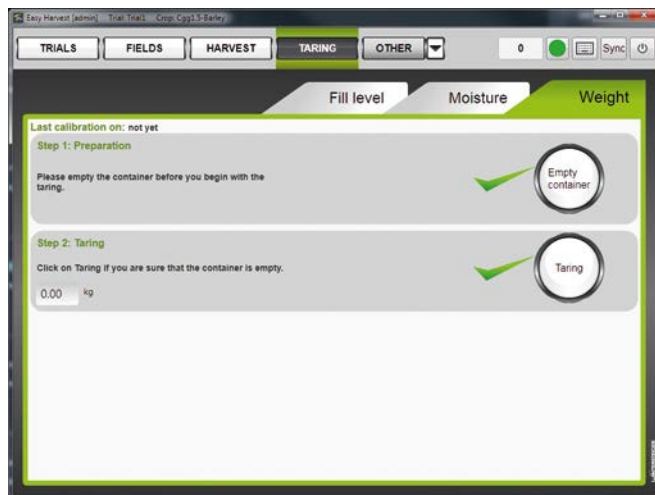 Easy Harvest [admin] Trial: Trial1 Crop: Cgg1.5-Barley
TRIALS FIELDS HARVEST TARING OTHER 0 Sync
Fill level Moisture Weight
Last calibration on: not yet
Step 1: Preparation
Please empty the container before you begin with the
taring.
Empty
container
Step 2: Taring
Click on Taring if you are sure that the container is empty.
Taring
0.00 kg